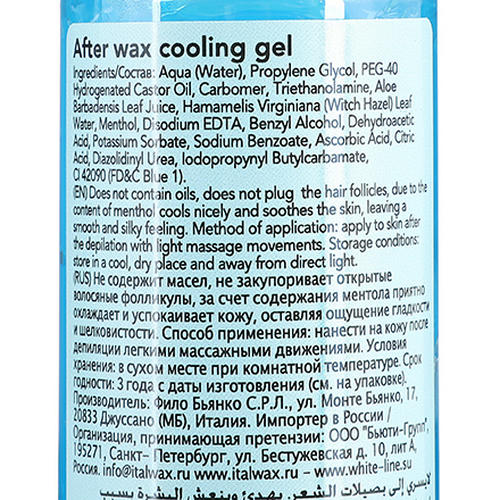 After wax cooling gel
Ingredients/Состав: Aqua (Water), Propylene Glycol, PEG-40
Hydrogenated Castor Oil, Carbomer, Triethanolamine, Aloe
Barbadensis Leaf Juice, Hamamelis Virginiana (Witch Hazel) Leaf
Water, Menthol, Disodium EDTA, Benzyl Alcohol, Dehydroacetic
Acid, Potassium Sorbate, Sodium Benzoate, Ascorbic Acid, Citric
Acid, Diazolidinyl Urea, Iodopropynyl Butylcarbamate,
CI 42090 (FD&C Blue 1).
(EN) Does not contain oils, does not plug the hair follicles, due to the
content of menthol cools nicely and soothes the skin, leaving a
smooth and silky feeling. Method of application: apply to skin after
the depilation with light massage movements. Storage conditions:
store in a cool, dry place and away from direct light.
(RUS) Не содержит масел, не закупоривает открытые
волосяные фолликулы, за счет содержания ментола приятно
охлаждает и успокаивает кожу, оставляя ощущение гладкости
и шелковистости. Способ применения: нанести на кожу после
депиляции легкими массажными движениями. Условия
хранения: в сухом месте при комнатной температуре. Срок
годности: 3 года с даты изготовления (см. на упаковке).
Производитель: Фило Бьянко С.Р.Л., ул. Монте Бьянко, 17,
20833 Джуссано (МБ), Италия. Импортер в России /
Организация, принимающая претензии: ООО "Бьюти-Групп",
195271, Санкт- Петербург, ул. Бестужевская, д. 10, лит А,
Россия. info@italwax.ru - www.italwax.ru - www.white-line.su